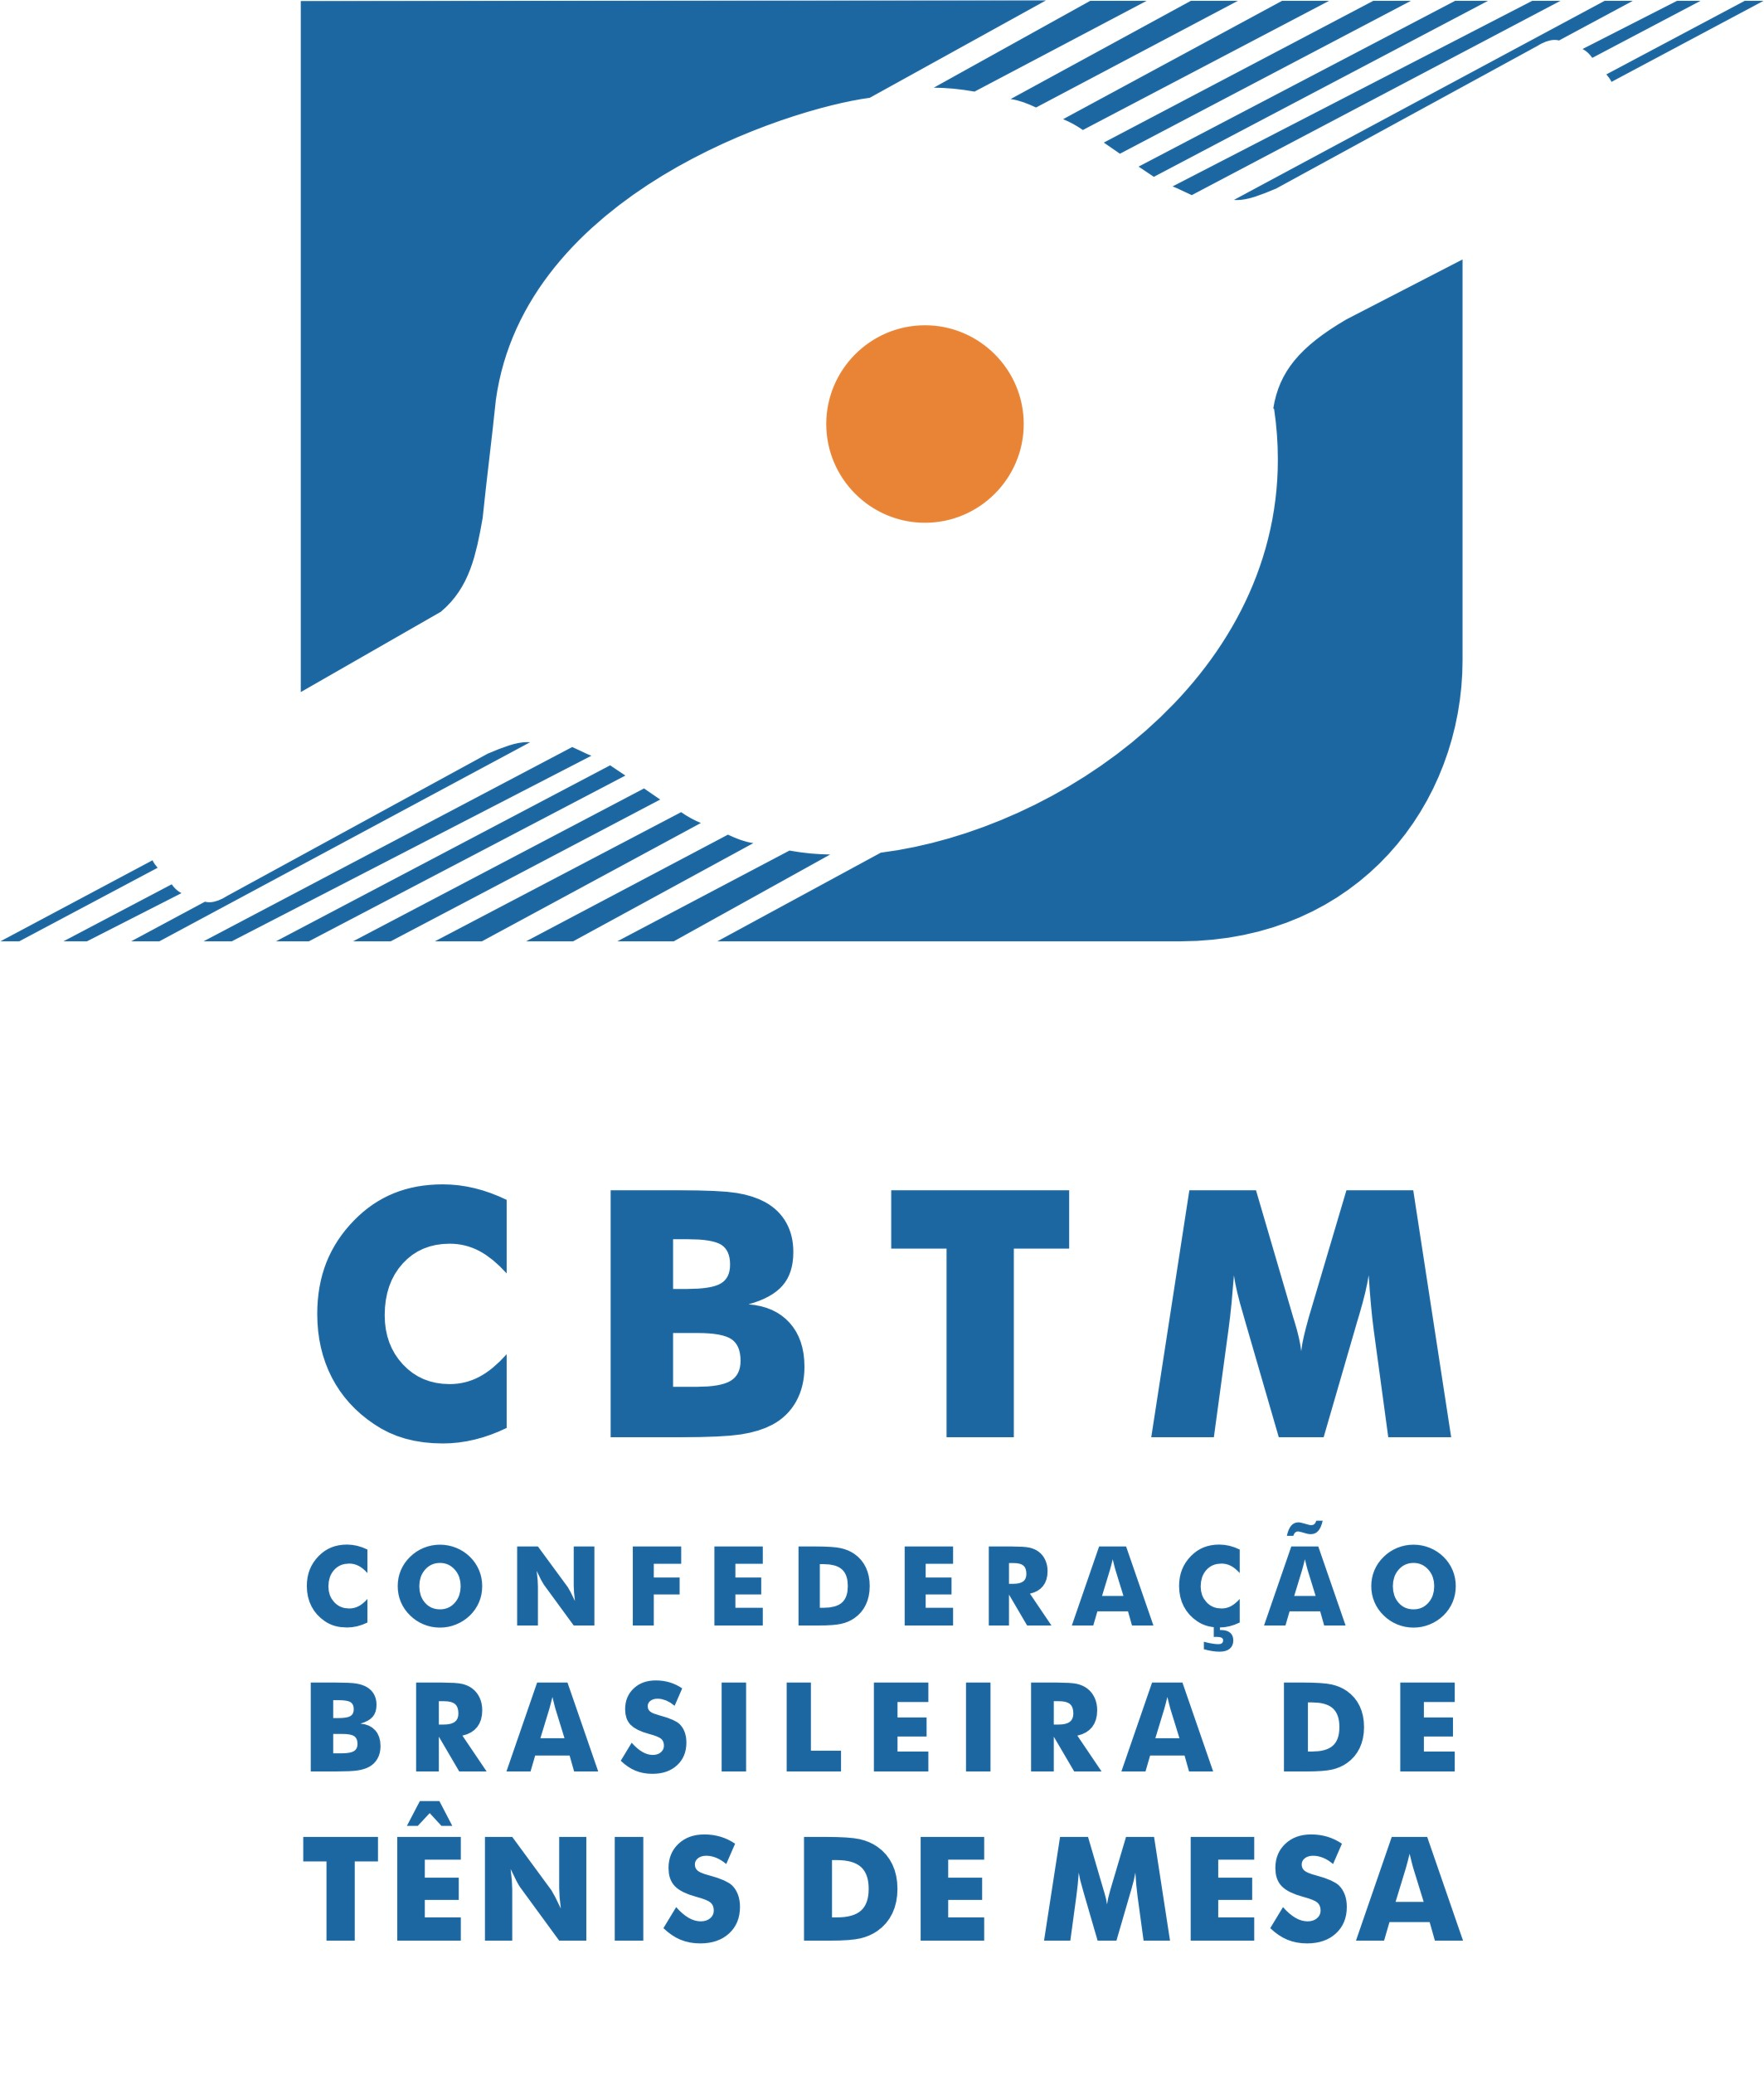 CBTM
CONFEDERAÇÃO
BRASILEIRA DE
TÊNIS DE MESA